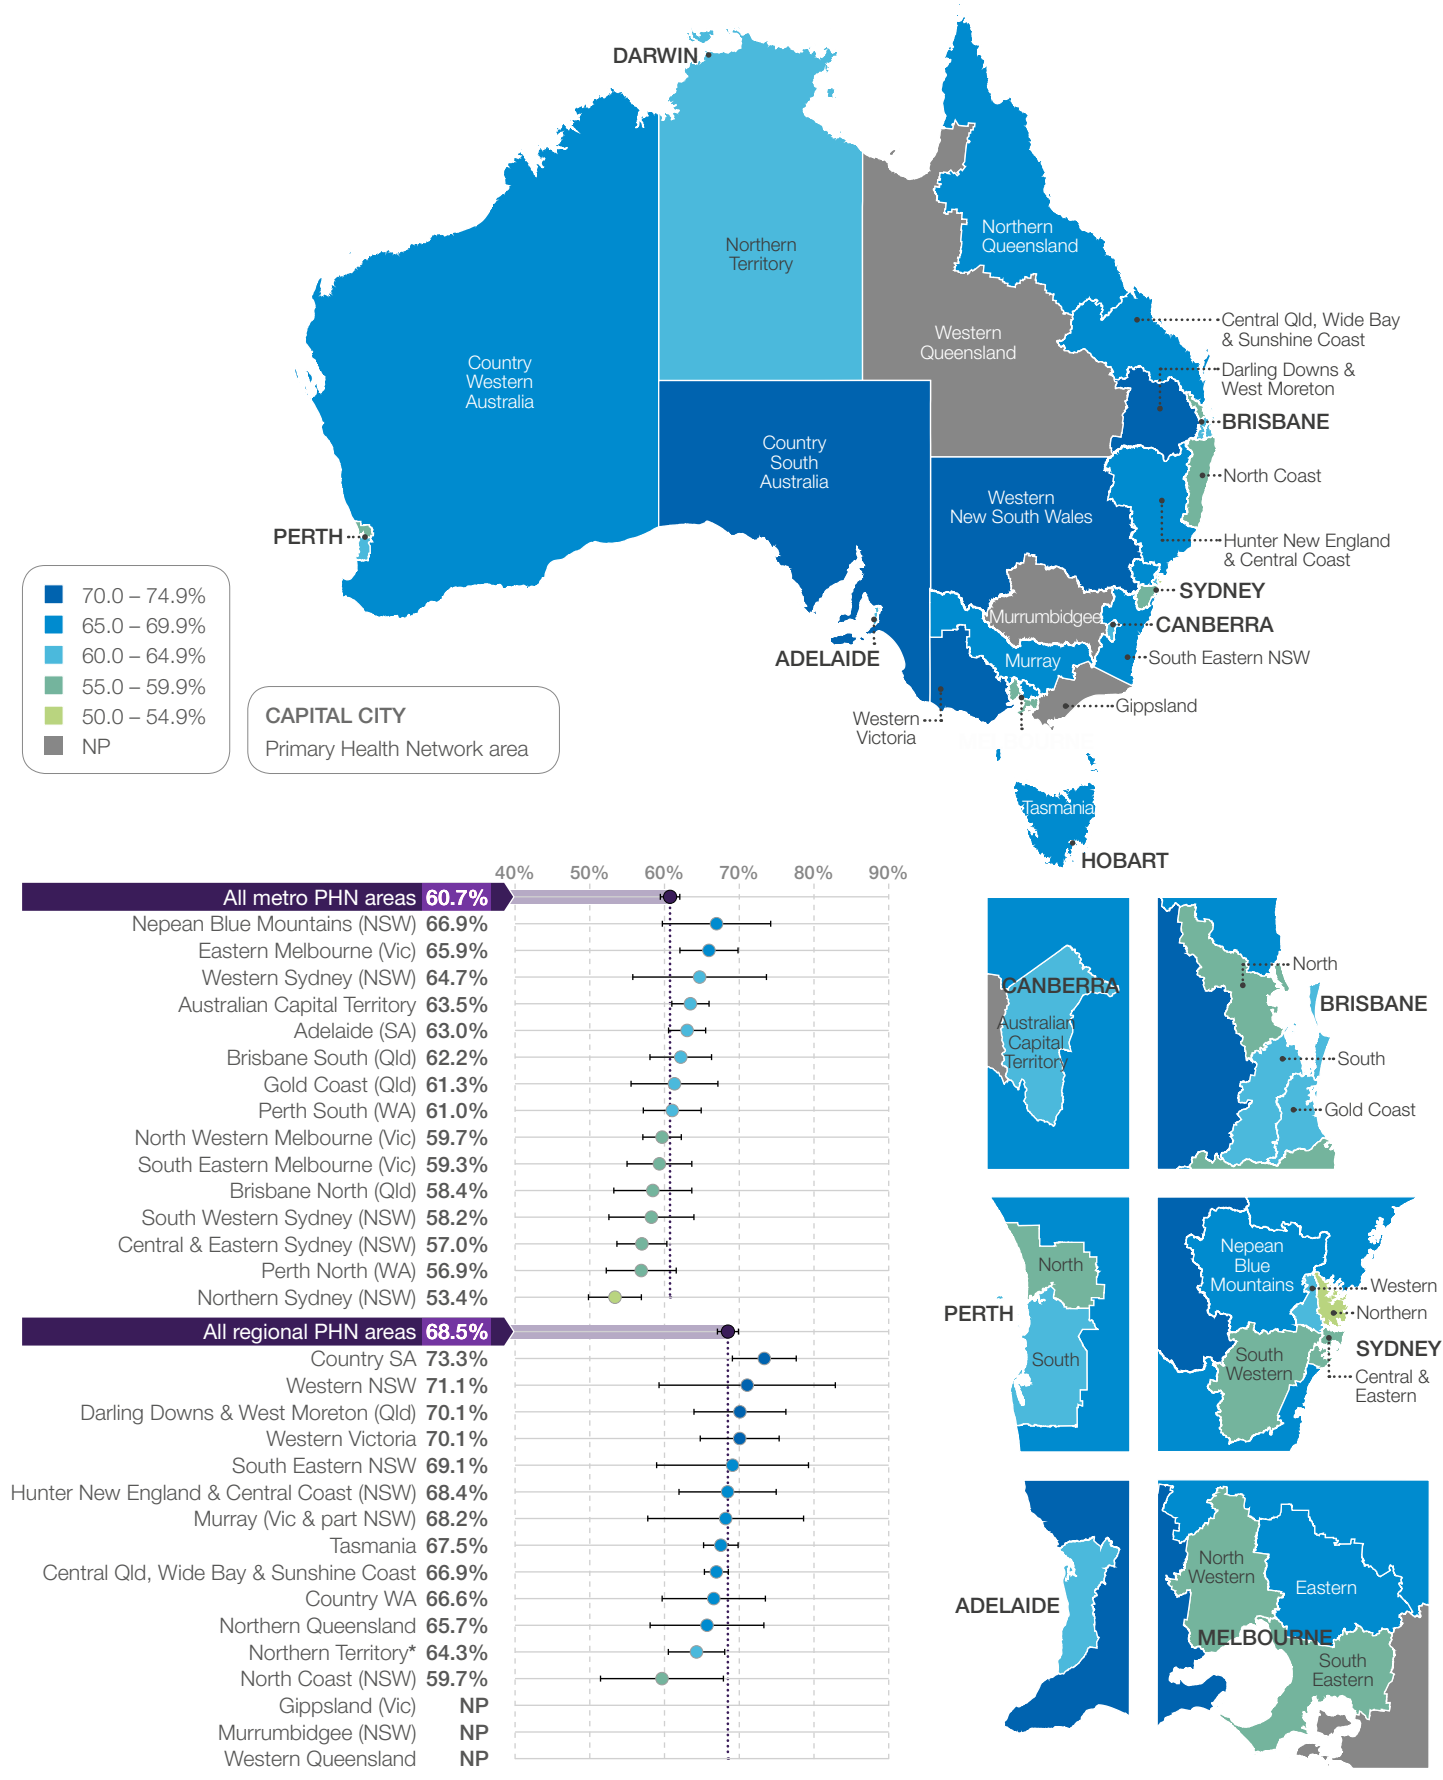 DARWIN
Northern
Territory
Northern
Queensland
Western
Queensland
Central Qld, Wide Bay
& Sunshine Coast
Country
Western
Australia
Darling Downs &
West Moreton
BRISBANE
Country
South
Australia
North Coast
Western
New South Wales
PERTH
Hunter New England
& Central Coast
SYDNEY
Murrumbidgee
CANBERRA
ADELAIDE
Murray
South Eastern NSW
Gippsland
Western
Victoria
Tasmania
HOBART
70.0 – 74.9%
65.0 – 69.9%
60.0 – 64.9%
55.0 – 59.9%
50.0 – 54.9%
NP
CAPITAL CITY
Primary Health Network area
40% 50% 60% 70% 80% 90%
All metro PHN areas 60.7%
Nepean Blue Mountains (NSW) 66.9%
Eastern Melbourne (Vic) 65.9%
Western Sydney (NSW) 64.7%
Australian Capital Territory 63.5%
Adelaide (SA) 63.0%
Brisbane South (Qld) 62.2%
Gold Coast (Qld) 61.3%
Perth South (WA) 61.0%
North Western Melbourne (Vic) 59.7%
South Eastern Melbourne (Vic) 59.3%
Brisbane North (Qld) 58.4%
South Western Sydney (NSW) 58.2%
Central & Eastern Sydney (NSW) 57.0%
Perth North (WA) 56.9%
Northern Sydney (NSW) 53.4%
All regional PHN areas 68.5%
Country SA 73.3%
Western NSW 71.1%
Darling Downs & West Moreton (Qld) 70.1%
Western Victoria 70.1%
South Eastern NSW 69.1%
Hunter New England & Central Coast (NSW) 68.4%
Murray (Vic & part NSW) 68.2%
Tasmania 67.5%
Central Qld, Wide Bay & Sunshine Coast 66.9%
Country WA 66.6%
Northern Queensland 65.7%
Northern Territory* 64.3%
North Coast (NSW) 59.7%
Gippsland (Vic) NP
Murrumbidgee (NSW) NP
Western Queensland NP
CANBERRA
Australian
Capital
Territory
North
BRISBANE
South
Gold Coast
North
PERTH
South
Nepean
Blue
Mountains
Western
Northern
SYDNEY
South
Western
Central &
Eastern
ADELAIDE
North
Western
Eastern
MELBOURNE
South
Eastern